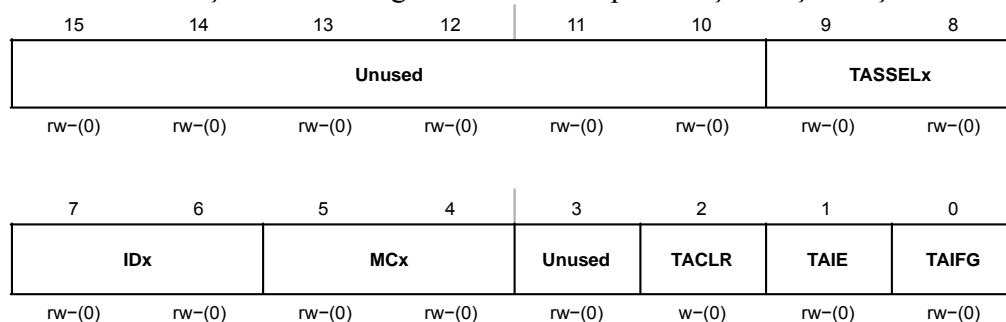 15 14 13 12 11 10 9 8
Unused TASSELx
rw−(0) rw−(0) rw−(0) rw−(0) rw−(0) rw−(0) rw−(0) rw−(0)
7 6 5 4 3 2 1 0
IDx MCx Unused TACLR TAIE TAIFG
rw−(0) rw−(0) rw−(0) rw−(0) rw−(0) w−(0) rw−(0) rw−(0)